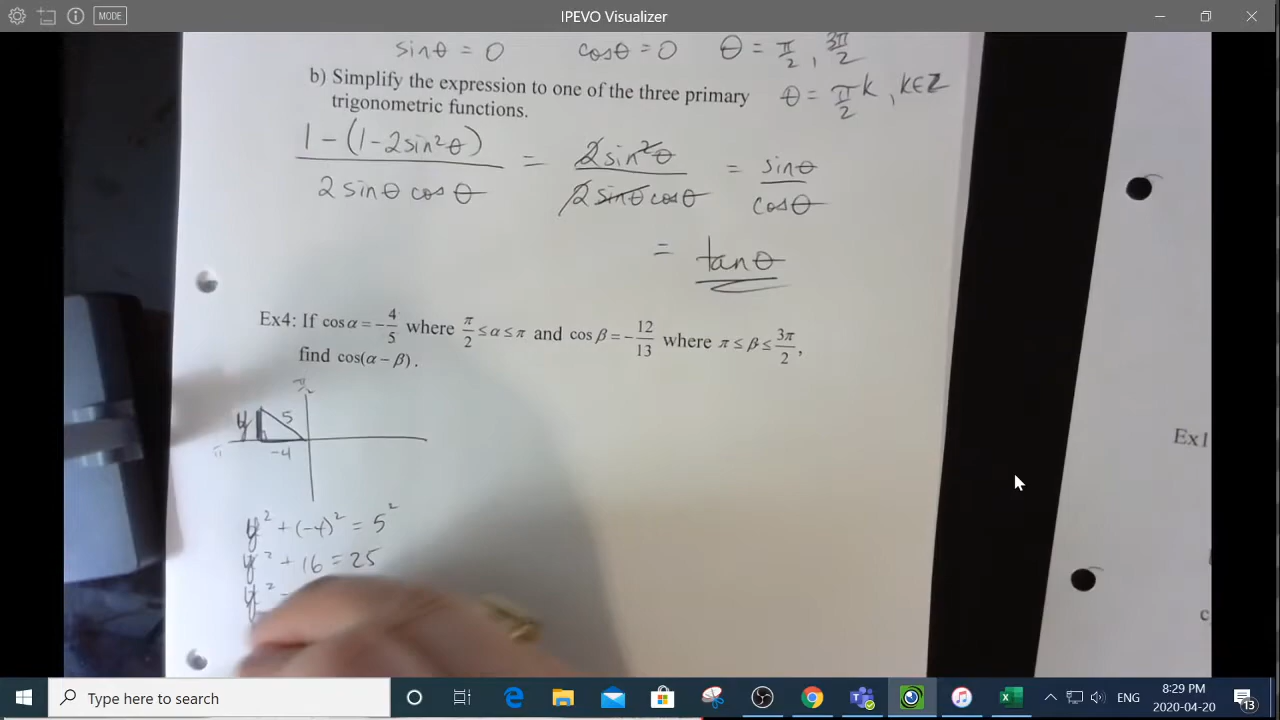 MODE
IPEVO Visualizer
sinθ = 0 cosθ = 0 θ = π/2, 3π/2
b) Simplify the expression to one of the three primary
trigonometric functions.
θ = π/2 k, k∈Z
1 - (1 - 2sin²θ) / 2 sinθ cosθ = 2sin²θ / 2 sinθ cosθ = sinθ / cosθ
= tanθ
Ex4: If cos α = -4/5 where π/2 ≤ α ≤ π and cos β = -12/13 where π ≤ β ≤ 3π/2,
find cos(α - β).
π/2
y 5
π -4
y² + (-4)² = 5²
y² + 16 = 25
y²
Ex1
c
Type here to search
ENG
8:29 PM
2020-04-20
13